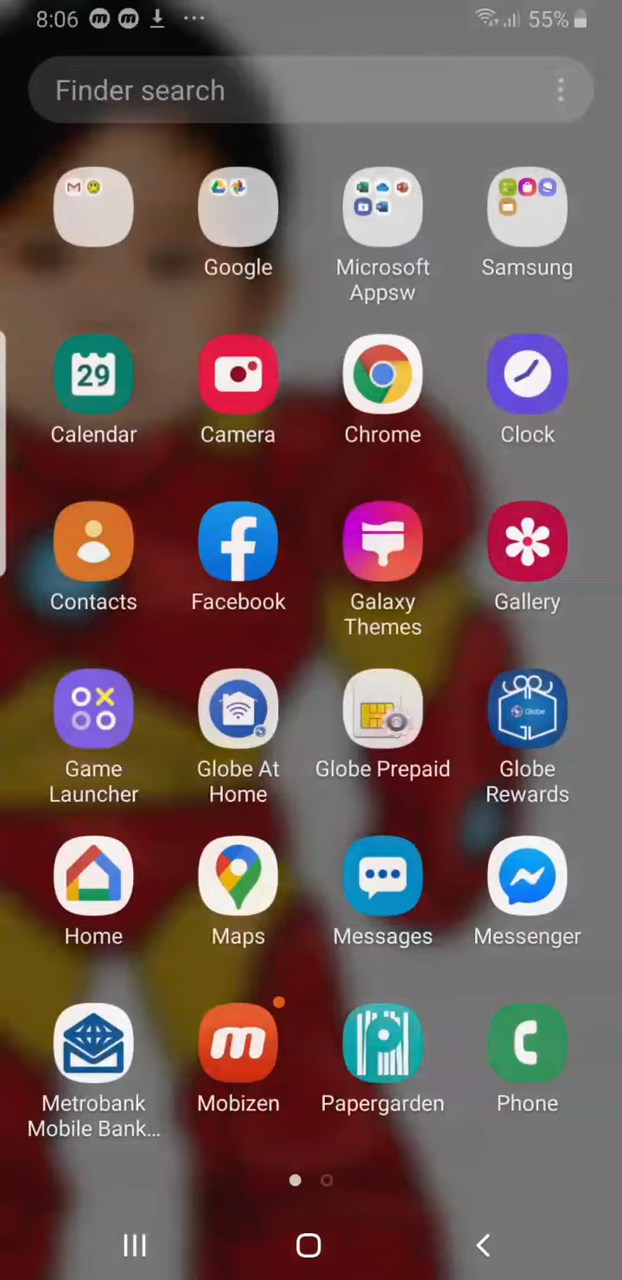 8:06
55%
Finder search
Google
Microsoft Appsw
Samsung
29
Calendar
Camera
Chrome
Clock
Contacts
Facebook
Galaxy Themes
Gallery
Game Launcher
Globe At Home
Globe Prepaid
Globe
Globe Rewards
Home
Maps
Messages
Messenger
Metrobank Mobile Bank...
m
Mobizen
P
Papergarden
Phone